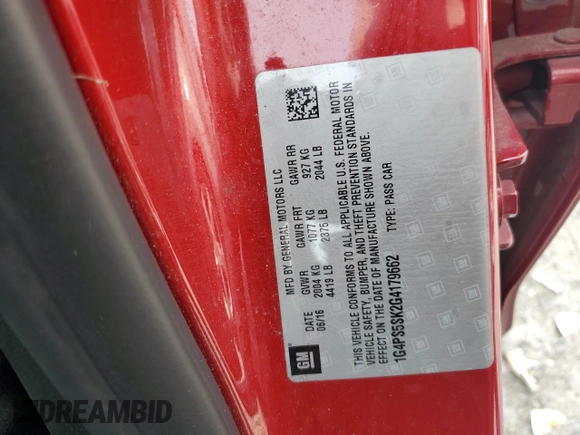 MFD BY GENERAL MOTORS LLC
DATE GVWR GAWR FRT GAWR RR
06/16 2004 KG 1077 KG 927 KG
4419 LB 2375 LB 2044 LB
THIS VEHICLE CONFORMS TO ALL APPLICABLE U.S. FEDERAL MOTOR
VEHICLE SAFETY, BUMPER, AND THEFT PREVENTION STANDARDS IN
EFFECT ON THE DATE OF MANUFACTURE SHOWN ABOVE.
1G4PS5SK2G4179662 TYPE: PASS CAR
GM
DREAMBID